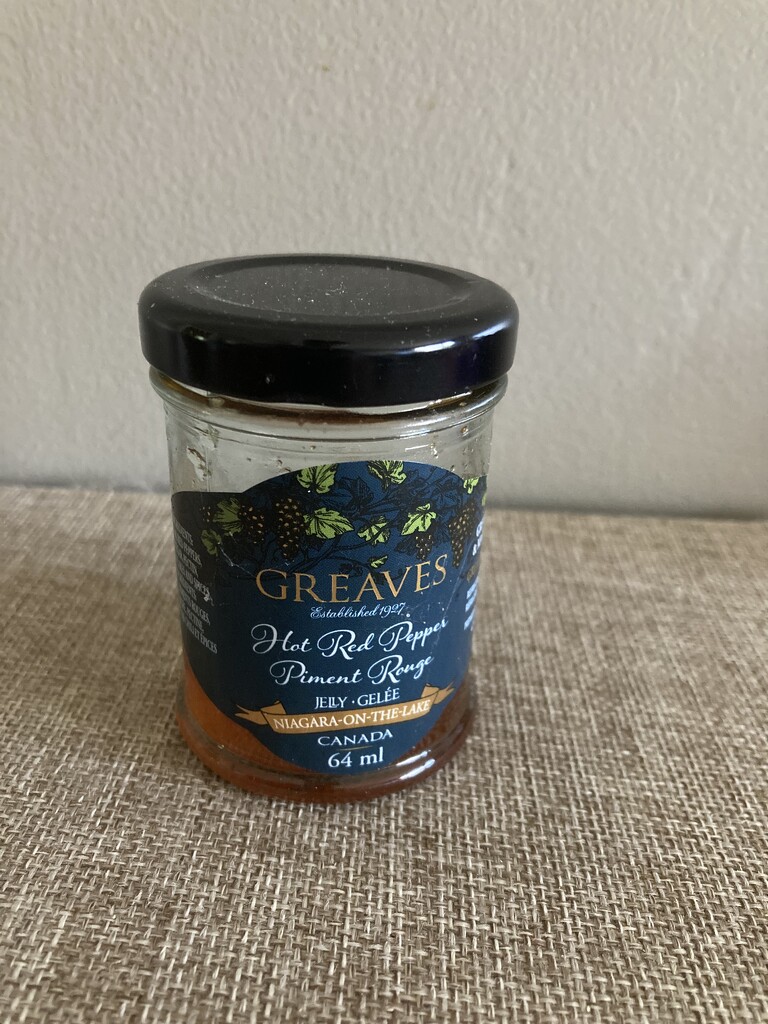 GREAVES
Established 1927
Hot Red Pepper
Piment Rouge
JELLY · GELÉE
NIAGARA-ON-THE-LAKE
CANADA
64 ml